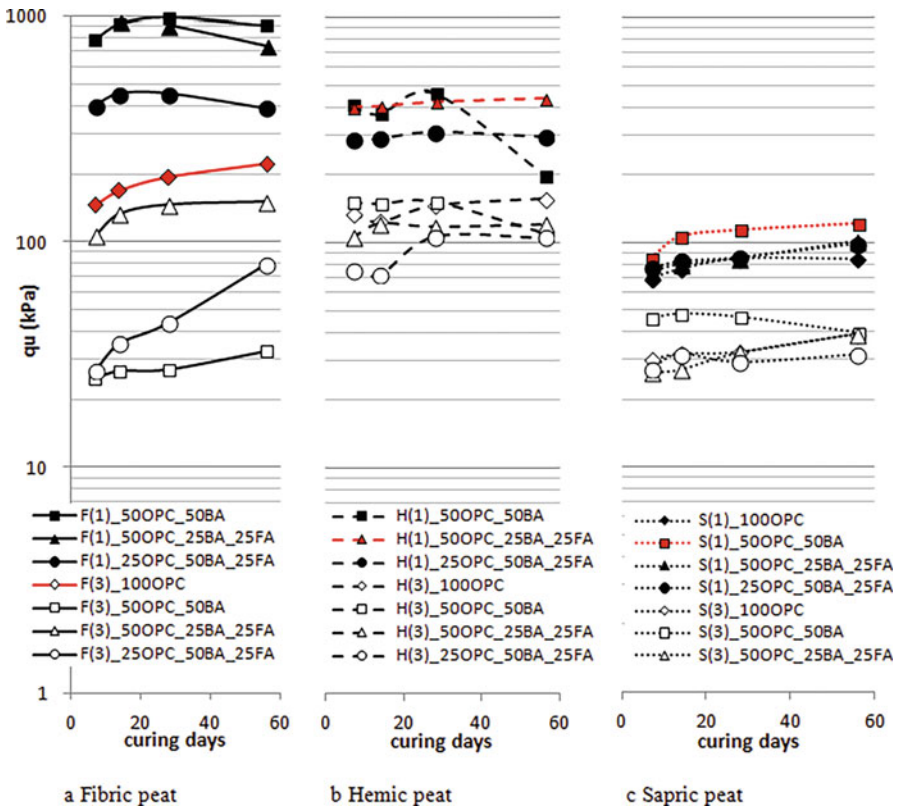 1000
100
10
1
qu (kPa)
F(1)_50OPC_50BA
F(1)_50OPC_25BA_25FA
F(1)_25OPC_50BA_25FA
F(3)_100OPC
F(3)_50OPC_50BA
F(3)_50OPC_25BA_25FA
F(3)_25OPC_50BA_25FA
0 20 40 60
curing days
a Fibric peat
H(1)_50OPC_50BA
H(1)_50OPC_25BA_25FA
H(1)_25OPC_50BA_25FA
H(3)_100OPC
H(3)_50OPC_50BA
H(3)_50OPC_25BA_25FA
H(3)_25OPC_50BA_25FA
0 20 40 60
curing days
b Hemic peat
S(1)_100OPC
S(1)_50OPC_50BA
S(1)_50OPC_25BA_25FA
S(1)_25OPC_50BA_25FA
S(3)_100OPC
S(3)_50OPC_50BA
S(3)_50OPC_25BA_25FA
0 20 40 60
curing days
c Sapric peat